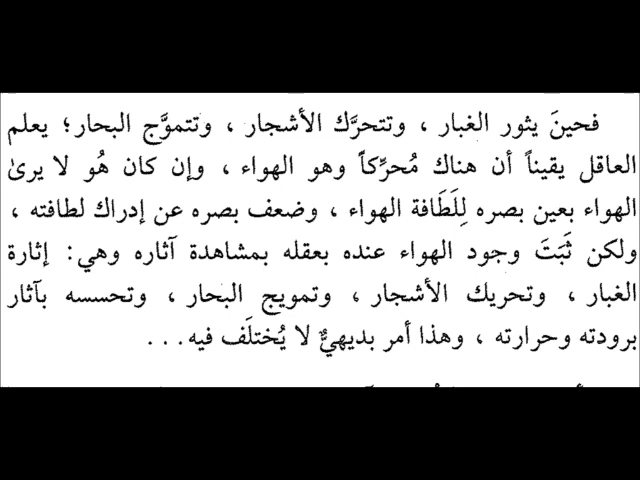 فحينَ يثور الغبار ، وتتحرَّك الأشجار ، وتتموَّج البحار ؛ يعلم
العاقل يقيناً أن هناك مُحرِّكاً وهو الهواء ، وإن كان هُو لا يرىٰ
الهواء بعين بصره لِلَطَافة الهواء ، وضعف بصره عن إدراك لطافته ،
ولكن ثَبَتَ وجود الهواء عنده بعقله بمشاهدة آثاره وهي: إثارة
الغبار ، وتحريك الأشجار ، وتمويج البحار ، وتحسسه بآثار
برودته وحرارته ، وهذا أمر بديهيٌّ لا يُختلَف فيه . . .